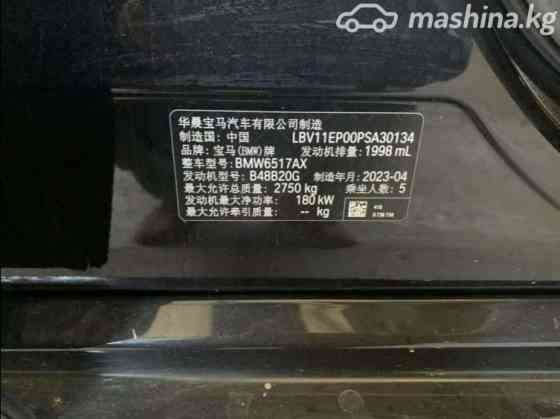 mashina.kg
华晨宝马汽车有限公司制造
制造国：中国 LBV11EP00PSA30134
品牌：宝马(BMW)牌 发动机排量：1998 mL
整车型号：BMW6517AX
发动机型号：B48B20G 制造年月：2023-04
最大允许总质量：2750 kg 乘坐人数：5
发动机最大净功率：180 kW
最大允许牵引质量：-- kg